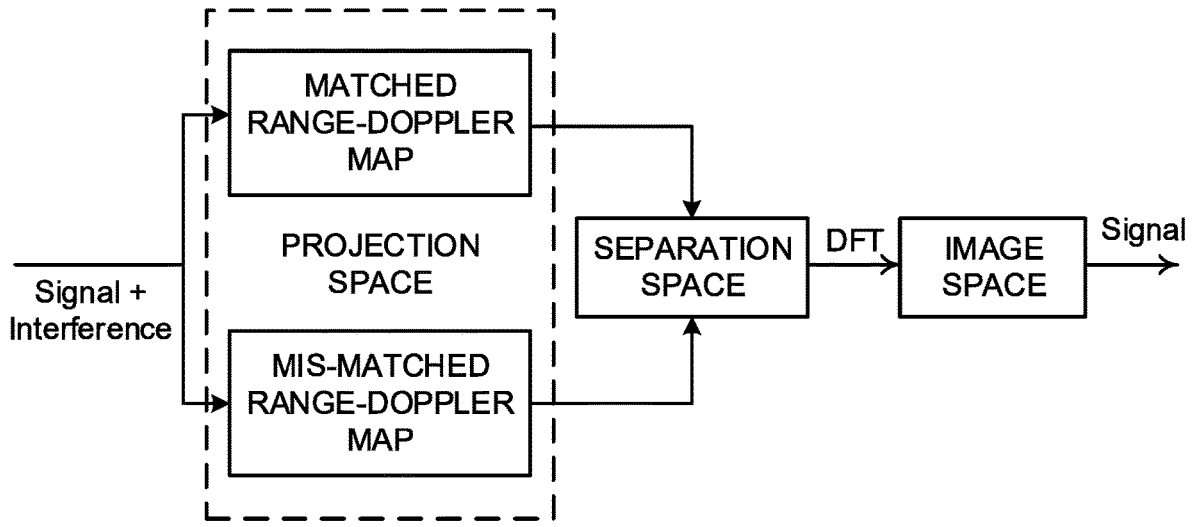 MATCHED
RANGE-DOPPLER
MAP
PROJECTION
SPACE
Signal +
Interference
MIS-MATCHED
RANGE-DOPPLER
MAP
SEPARATION
SPACE
DFT
IMAGE
SPACE
Signal